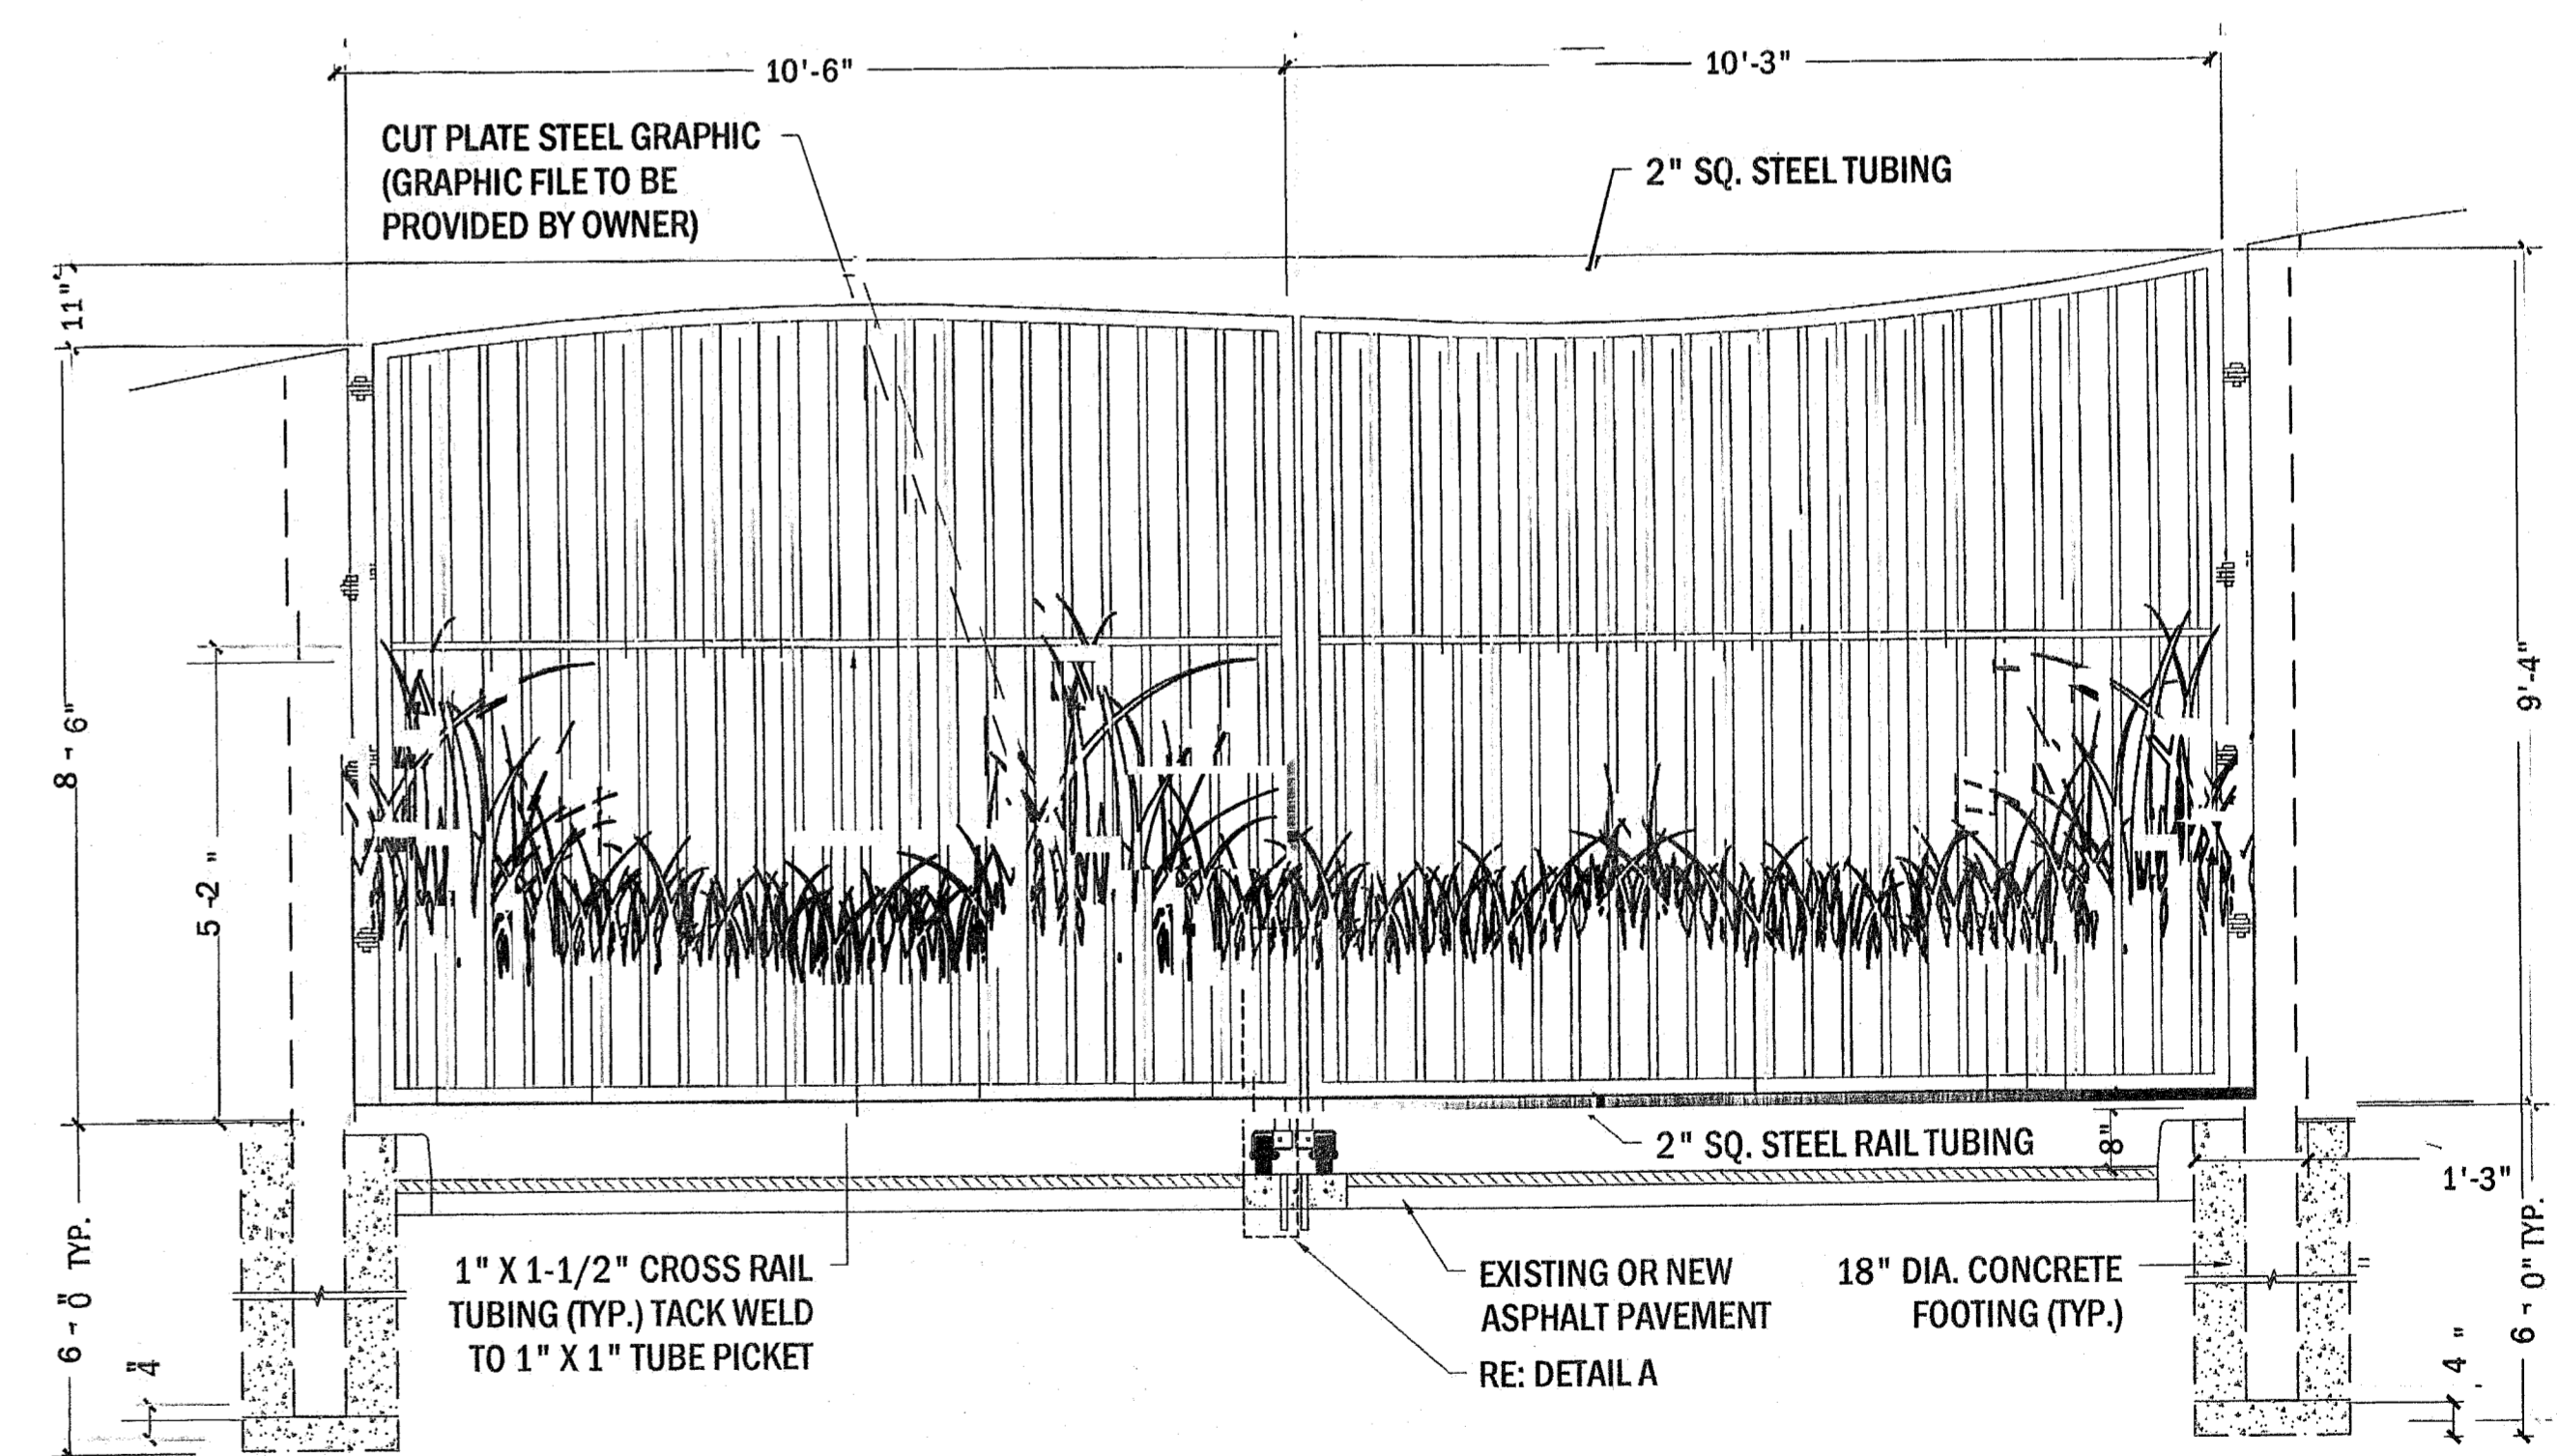 10'-6"
10'-3"
CUT PLATE STEEL GRAPHIC
(GRAPHIC FILE TO BE
PROVIDED BY OWNER)
2" SQ. STEEL TUBING
11"
8 - 6"
5 -2 "
9'-4"
2" SQ. STEEL RAIL TUBING
8"
1'-3"
1" X 1-1/2" CROSS RAIL
TUBING (TYP.) TACK WELD
TO 1" X 1" TUBE PICKET
EXISTING OR NEW
ASPHALT PAVEMENT
RE: DETAIL A
18" DIA. CONCRETE
FOOTING (TYP.)
6 - 0" TYP.
4"
4 "
6 - 0" TYP.